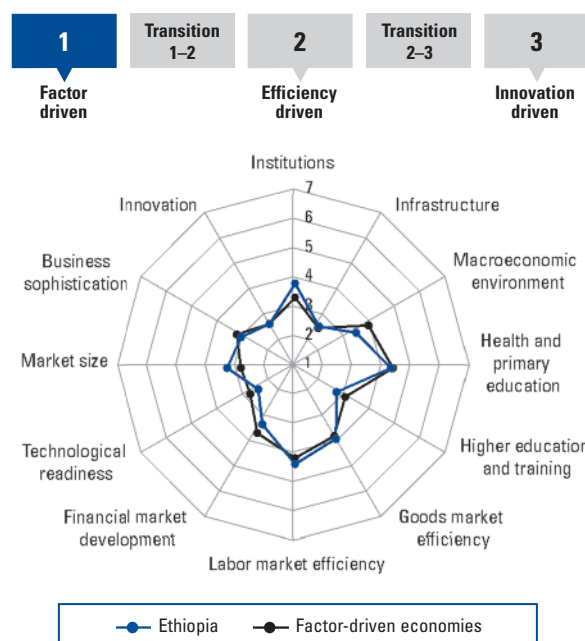 1
Transition
1–2
2
Transition
2–3
3
Factor
driven
Efficiency
driven
Innovation
driven
Institutions
7
6
5
4
3
2
1
Infrastructure
Macroeconomic
environment
Health and
primary
education
Higher education
and training
Goods market
efficiency
Labor market efficiency
Financial market
development
Technological
readiness
Market size
Business
sophistication
Innovation
Ethiopia
Factor-driven economies